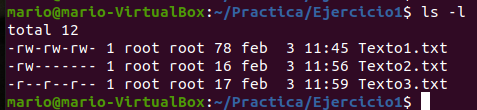 mario@mario-VirtualBox:~/Practica/Ejercicio1$ ls -l
total 12
-rw-rw-rw- 1 root root 78 feb  3 11:45 Texto1.txt
-rw------- 1 root root 16 feb  3 11:56 Texto2.txt
-r--r--r-- 1 root root 17 feb  3 11:59 Texto3.txt
mario@mario-VirtualBox:~/Practica/Ejercicio1$